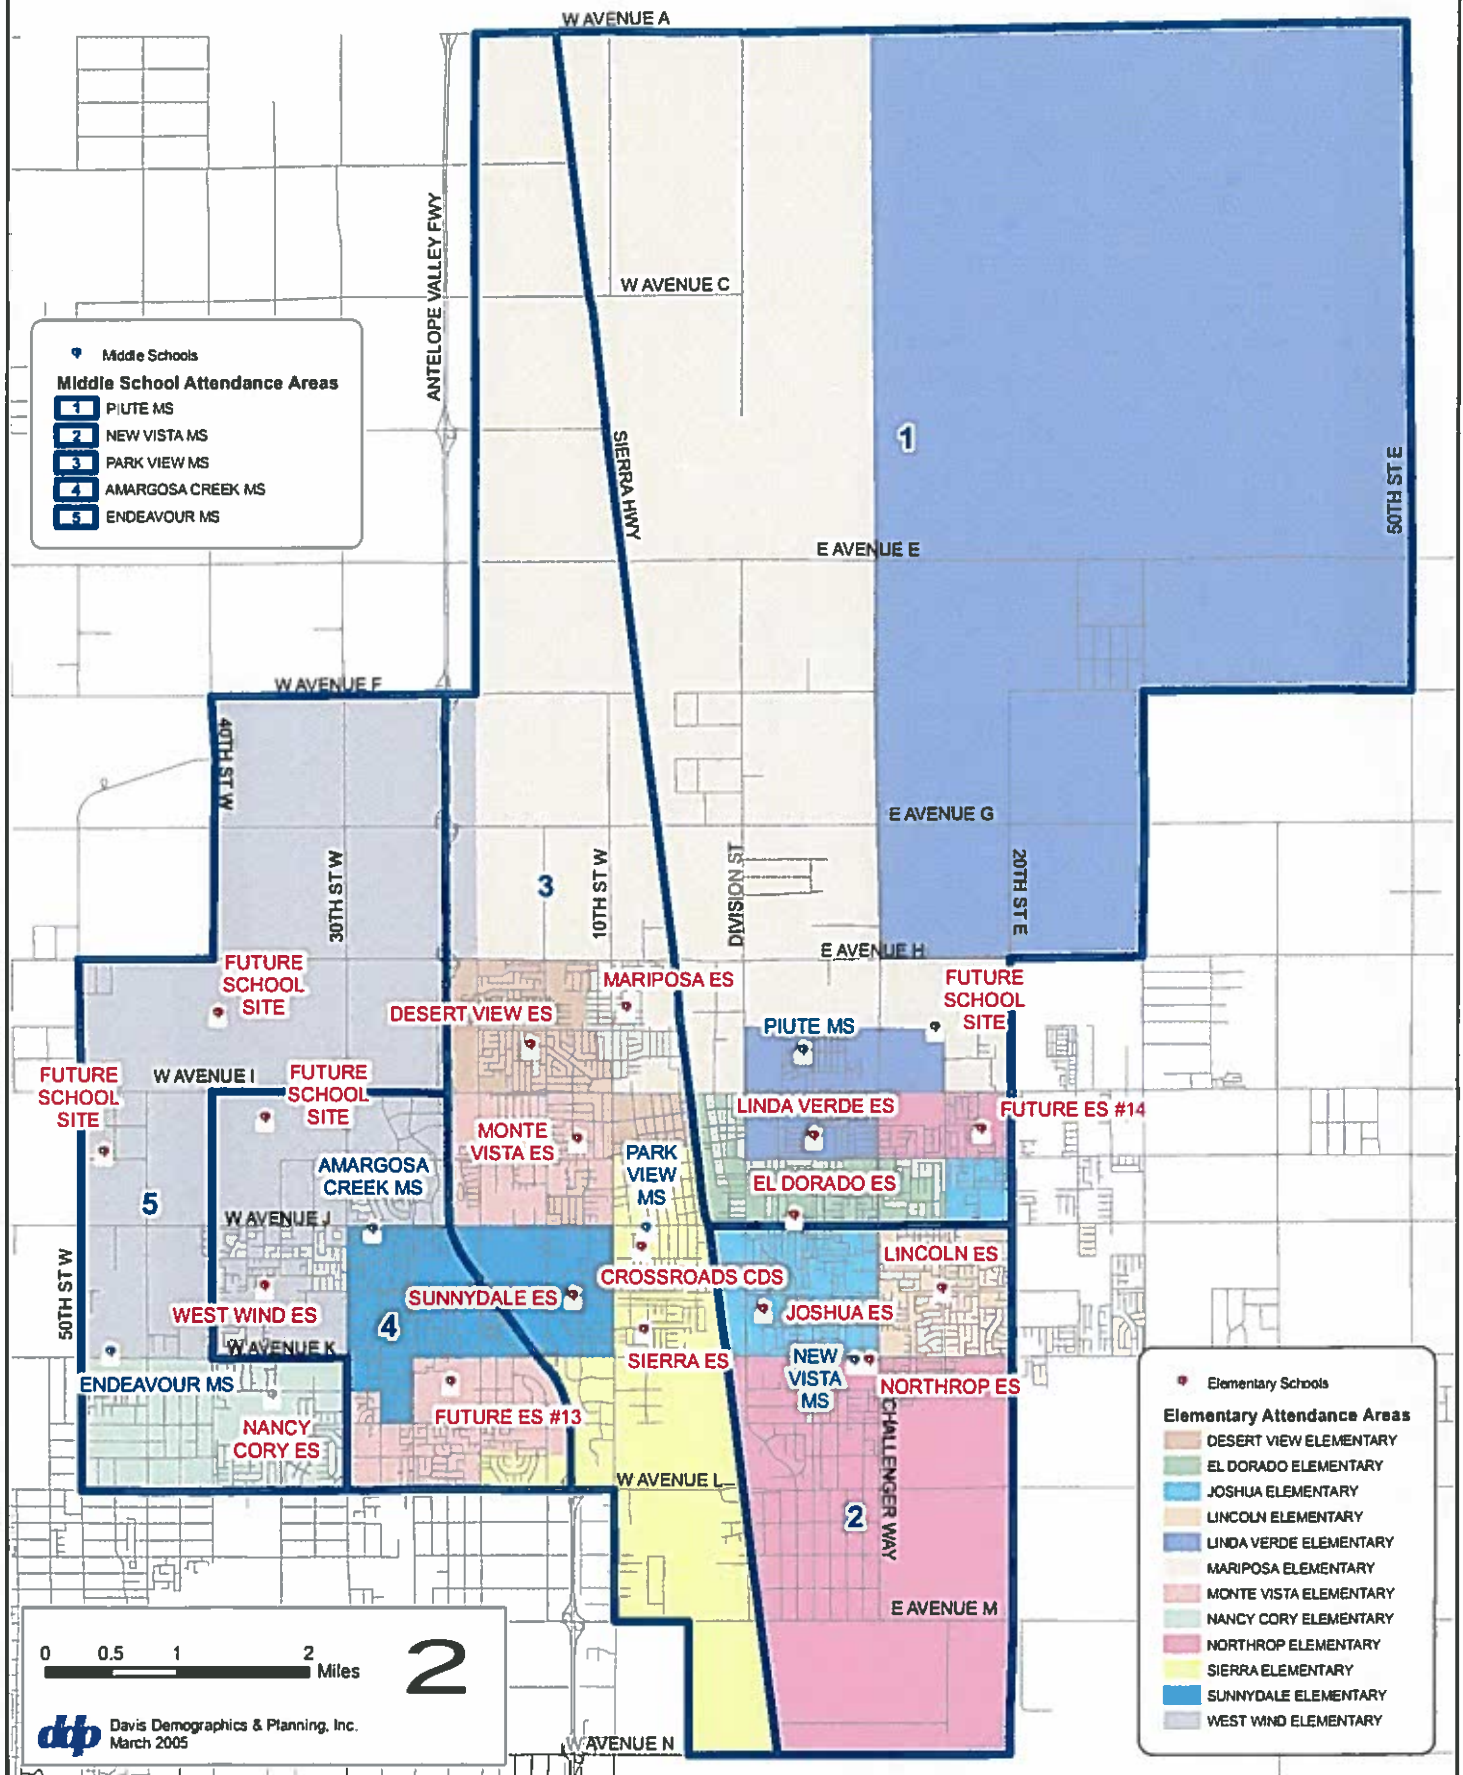 W AVENUE A
ANTELOPE VALLEY FWY
W AVENUE C
Middle Schools
Middle School Attendance Areas
1 PIUTE MS
2 NEW VISTA MS
3 PARK VIEW MS
4 AMARGOSA CREEK MS
5 ENDEAVOUR MS
SIERRA HWY
1
50TH ST E
E AVENUE E
W AVENUE F
40TH ST W
E AVENUE G
30TH ST W
3
10TH ST W
DIVISION ST
20TH ST E
E AVENUE H
FUTURE
SCHOOL
SITE
MARIPOSA ES
FUTURE
SCHOOL
SITE
DESERT VIEW ES
PIUTE MS
FUTURE
SCHOOL
SITE
W AVENUE I
FUTURE
SCHOOL
SITE
LINDA VERDE ES
FUTURE ES #14
MONTE
VISTA ES
PARK
VIEW
MS
AMARGOSA
CREEK MS
EL DORADO ES
5
W AVENUE J
50TH ST W
LINCOLN ES
CROSSROADS CDS
SUNNYDALE ES
WEST WIND ES
4
JOSHUA ES
W AVENUE K
SIERRA ES
NEW
VISTA
MS
ENDEAVOUR MS
NORTHROP ES
NANCY
CORY ES
FUTURE ES #13
CHALLENGER WAY
W AVENUE L
2
E AVENUE M
W AVENUE N
Elementary Schools
Elementary Attendance Areas
DESERT VIEW ELEMENTARY
EL DORADO ELEMENTARY
JOSHUA ELEMENTARY
LINCOLN ELEMENTARY
LINDA VERDE ELEMENTARY
MARIPOSA ELEMENTARY
MONTE VISTA ELEMENTARY
NANCY CORY ELEMENTARY
NORTHROP ELEMENTARY
SIERRA ELEMENTARY
SUNNYDALE ELEMENTARY
WEST WIND ELEMENTARY
0 0.5 1 2
Miles
2
ddp
Davis Demographics & Planning, Inc.
March 2005